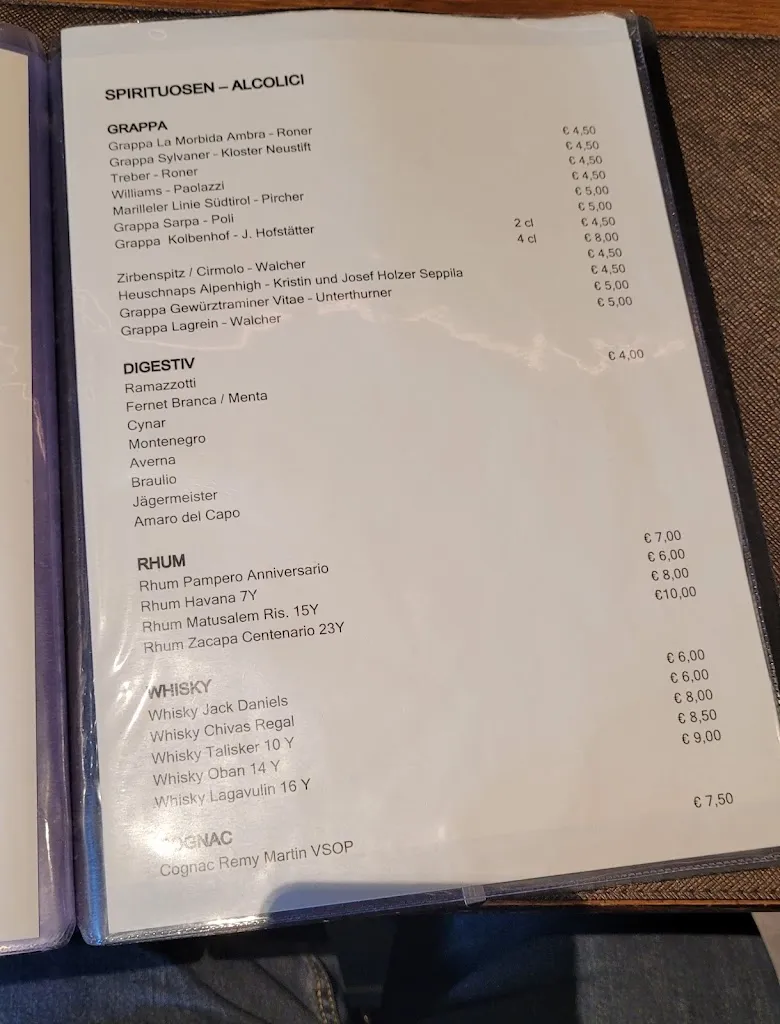 SPIRITUOSEN – ALCOLICI
GRAPPA
Grappa La Morbida Ambra - Roner € 4,50
Grappa Sylvaner - Kloster Neustift € 4,50
Treber - Roner € 4,50
Williams - Paolazzi € 4,50
Marilleler Linie Südtirol - Pircher € 5,00
Grappa Sarpa - Poli € 5,00
Grappa Kolbenhof - J. Hofstätter 2 cl € 4,50
4 cl € 8,00
Zirbenspitz / Cirmolo - Walcher € 4,50
Heuschnaps Alpenhigh - Kristin und Josef Holzer Seppila € 4,50
Grappa Gewürztraminer Vitae - Unterthurner € 5,00
Grappa Lagrein - Walcher € 5,00
DIGESTIV
Ramazzotti € 4,00
Fernet Branca / Menta
Cynar
Montenegro
Averna
Braulio
Jägermeister
Amaro del Capo
RHUM
Rhum Pampero Anniversario € 7,00
Rhum Havana 7Y € 6,00
Rhum Matusalem Ris. 15Y € 8,00
Rhum Zacapa Centenario 23Y €10,00
WHISKY
Whisky Jack Daniels € 6,00
Whisky Chivas Regal € 6,00
Whisky Talisker 10 Y € 8,00
Whisky Oban 14 Y € 8,50
Whisky Lagavulin 16 Y € 9,00
COGNAC
Cognac Remy Martin VSOP € 7,50